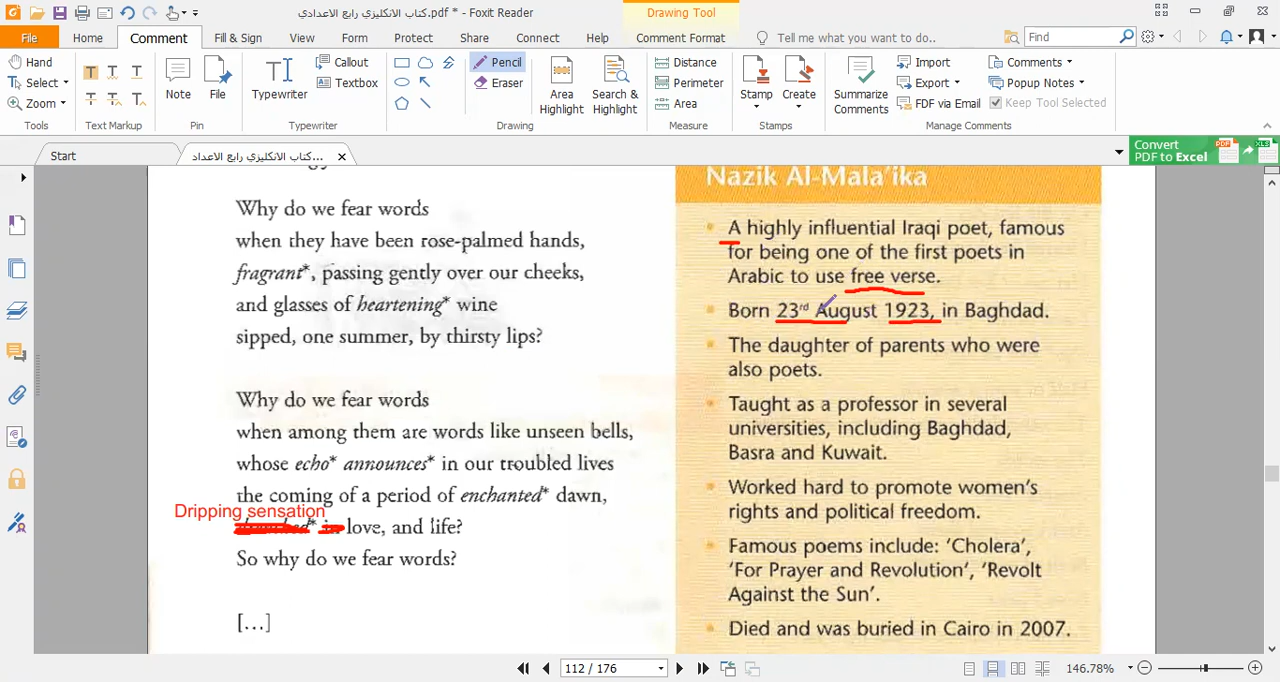 كتاب الانكليزي رابع الاعدادي.pdf * - Foxit Reader
Drawing Tool
File
Home
Comment
Fill & Sign
View
Form
Protect
Share
Connect
Help
Comment Format
Tell me what you want to do..
Find
Hand
Select
Zoom
Tools
Text Markup
Note
File
Pin
Typewriter
Callout
Textbox
Typewriter
Pencil
Eraser
Drawing
Area Highlight
Search & Highlight
Distance
Perimeter
Area
Measure
Stamp
Create
Stamps
Summarize Comments
Import
Export
FDF via Email
Comments
Popup Notes
Keep Tool Selected
Manage Comments
Start
كتاب الانكليزي رابع الاعداد...
Convert
PDF to Excel
Why do we fear words
when they have been rose-palmed hands,
fragrant*, passing gently over our cheeks,
and glasses of heartening* wine
sipped, one summer, by thirsty lips?
Why do we fear words
when among them are words like unseen bells,
whose echo* announces* in our troubled lives
the coming of a period of enchanted* dawn,
Dripping sensation
love, and life?
So why do we fear words?
[...]
Nazik Al-Mala'ika
• A highly influential Iraqi poet, famous
for being one of the first poets in
Arabic to use free verse.
• Born 23rd August 1923, in Baghdad.
• The daughter of parents who were
also poets.
• Taught as a professor in several
universities, including Baghdad,
Basra and Kuwait.
• Worked hard to promote women's
rights and political freedom.
• Famous poems include: 'Cholera',
'For Prayer and Revolution', 'Revolt
Against the Sun'.
• Died and was buried in Cairo in 2007.
112 / 176
146.78%